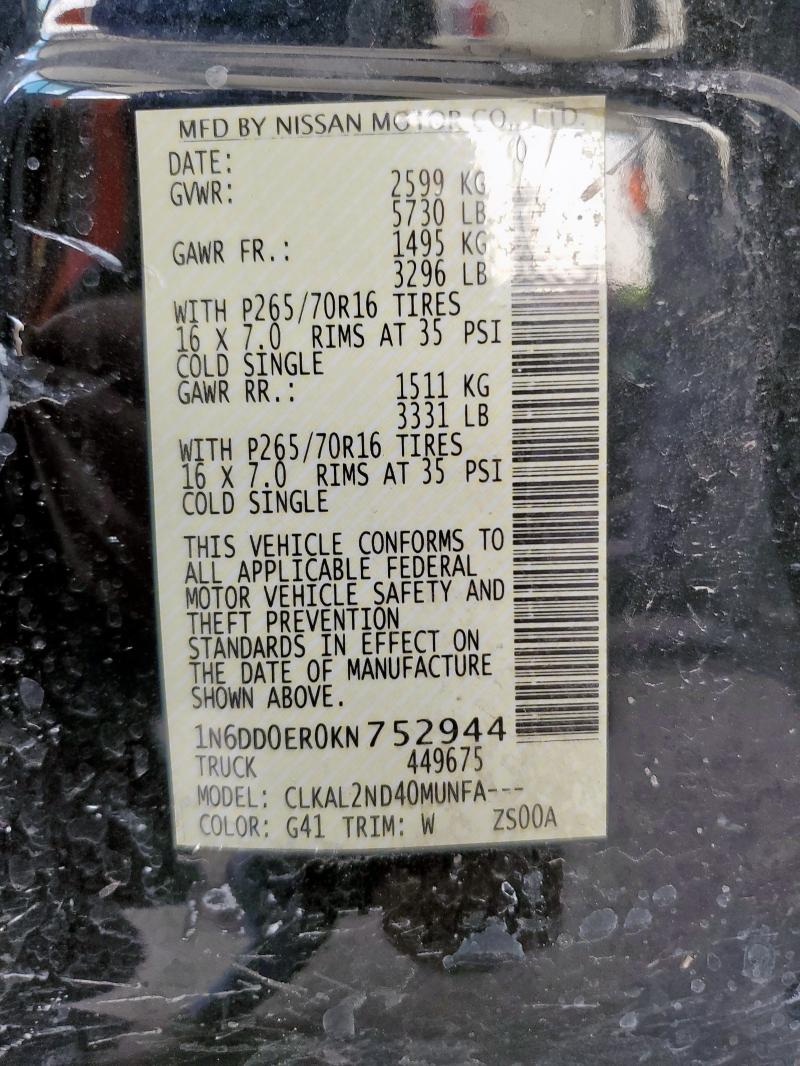 MFD BY NISSAN MOTOR CO., LTD.
DATE:
GVWR: 2599 KG
5730 LB
GAWR FR.: 1495 KG
3296 LB
WITH P265/70R16 TIRES
16 X 7.0 RIMS AT 35 PSI
COLD SINGLE
GAWR RR.: 1511 KG
3331 LB
WITH P265/70R16 TIRES
16 X 7.0 RIMS AT 35 PSI
COLD SINGLE
THIS VEHICLE CONFORMS TO
ALL APPLICABLE FEDERAL
MOTOR VEHICLE SAFETY AND
THEFT PREVENTION
STANDARDS IN EFFECT ON
THE DATE OF MANUFACTURE
SHOWN ABOVE.
1N6DD0ER0KN752944
TRUCK 449675
MODEL: CLKAL2ND40MUNFA---
COLOR: G41 TRIM: W ZS00A